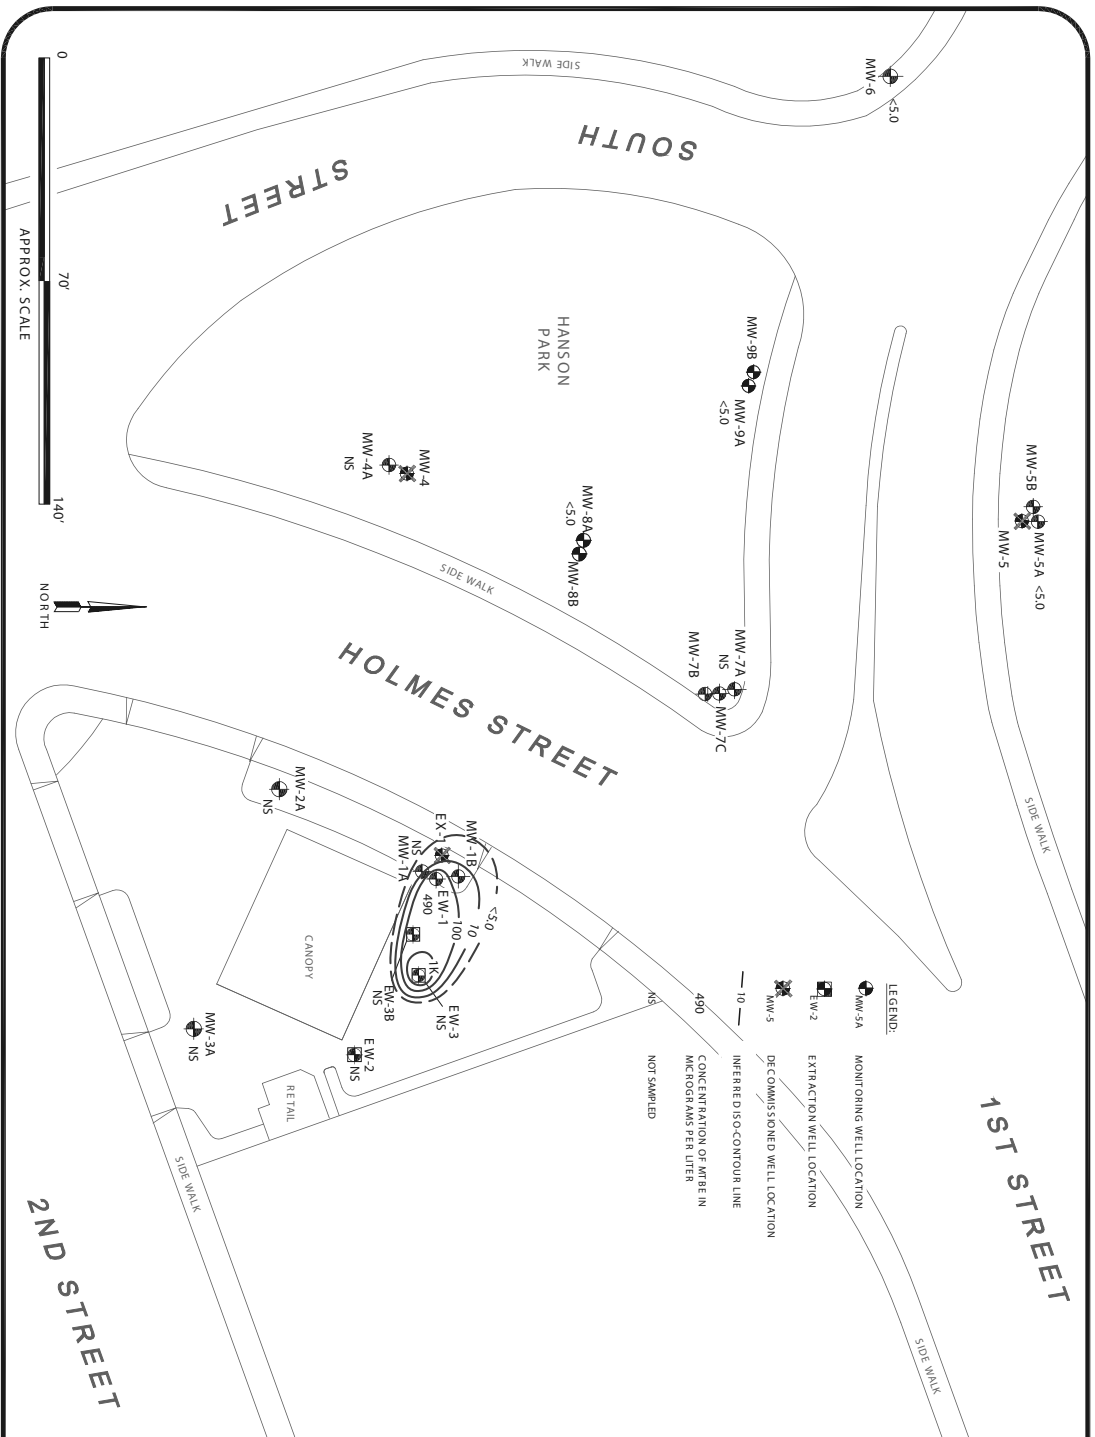 SIDE WALK
SOUTH
STREET
MW-6
<5.0
0
70'
140'
APPROX. SCALE
NORTH
HANSON
PARK
MW-9B
MW-9A
<5.0
MW-4
MW-4A
NS
MW-8A
<5.0
MW-8B
MW-5B
MW-5A
<5.0
MW-5
SIDE WALK
MW-7A
NS
MW-7B
MW-7C
HOLMES STREET
SIDE WALK
MW-2A
NS
EX-1
MW-1B
NS
MW-1A
EW-1
490
100
10
<5.0
1K
EW-3B
NS
EW-3
NS
CANOPY
MW-3A
NS
EW-2
NS
RETAIL
SIDE WALK
2ND STREET
1ST STREET
SIDE WALK
LEGEND:
MW-5A MONITORING WELL LOCATION
EW-2 EXTRACTION WELL LOCATION
MW-5 DECOMMISSIONED WELL LOCATION
10 INFERRED ISO-CONTOUR LINE
490 CONCENTRATION OF MTBE IN
MICROGRAMS PER LITER
NS NOT SAMPLED